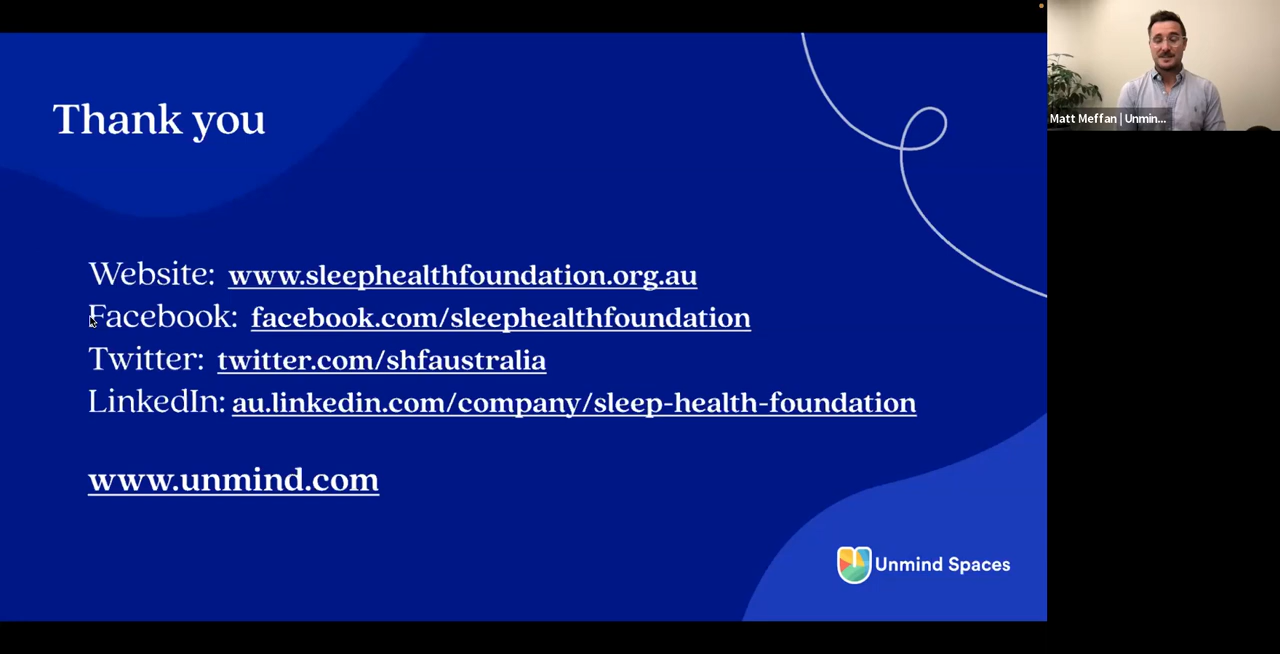 Thank you
Website: www.sleephealthfoundation.org.au
Facebook: facebook.com/sleephealthfoundation
Twitter: twitter.com/shfaustralia
LinkedIn: au.linkedin.com/company/sleep-health-foundation
www.unmind.com
Unmind Spaces
Matt Meffan | Unmin...